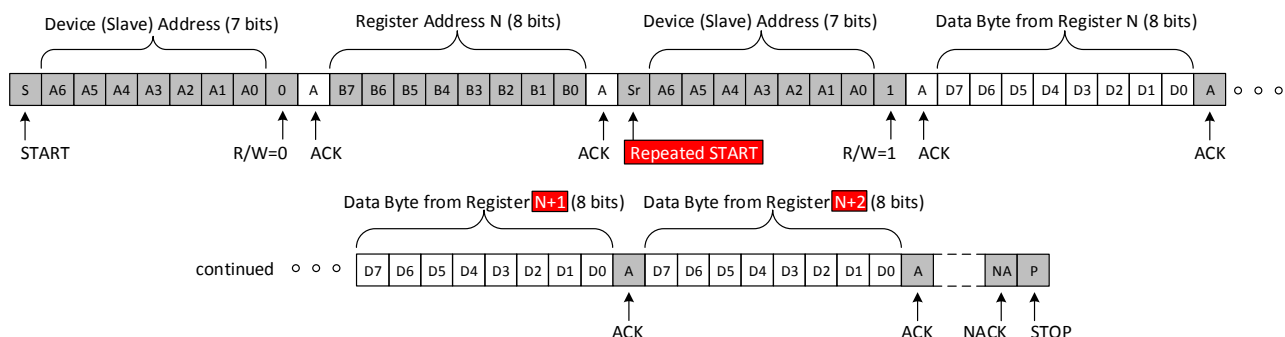 Device (Slave) Address (7 bits) Register Address N (8 bits) Device (Slave) Address (7 bits) Data Byte from Register N (8 bits)
S A6 A5 A4 A3 A2 A1 A0 0 A B7 B6 B5 B4 B3 B2 B1 B0 A Sr A6 A5 A4 A3 A2 A1 A0 1 A D7 D6 D5 D4 D3 D2 D1 D0 A
START R/W=0 ACK ACK Repeated START R/W=1 ACK ACK
Data Byte from Register N+1 (8 bits) Data Byte from Register N+2 (8 bits)
continued D7 D6 D5 D4 D3 D2 D1 D0 A D7 D6 D5 D4 D3 D2 D1 D0 A NA P
ACK ACK NACK STOP